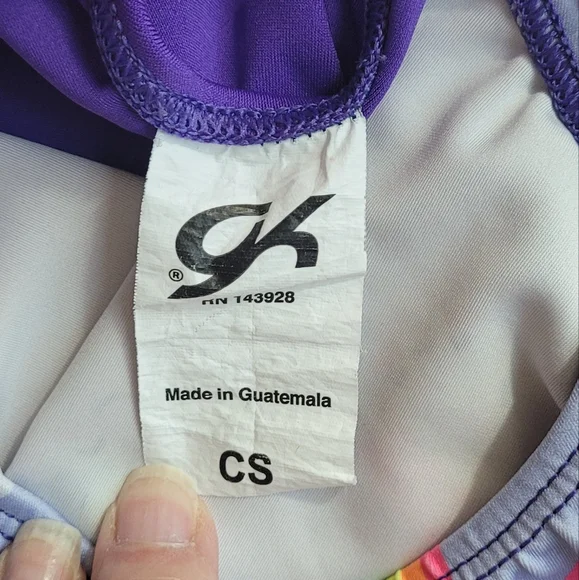 GK
®
RN 143928
Made in Guatemala
CS